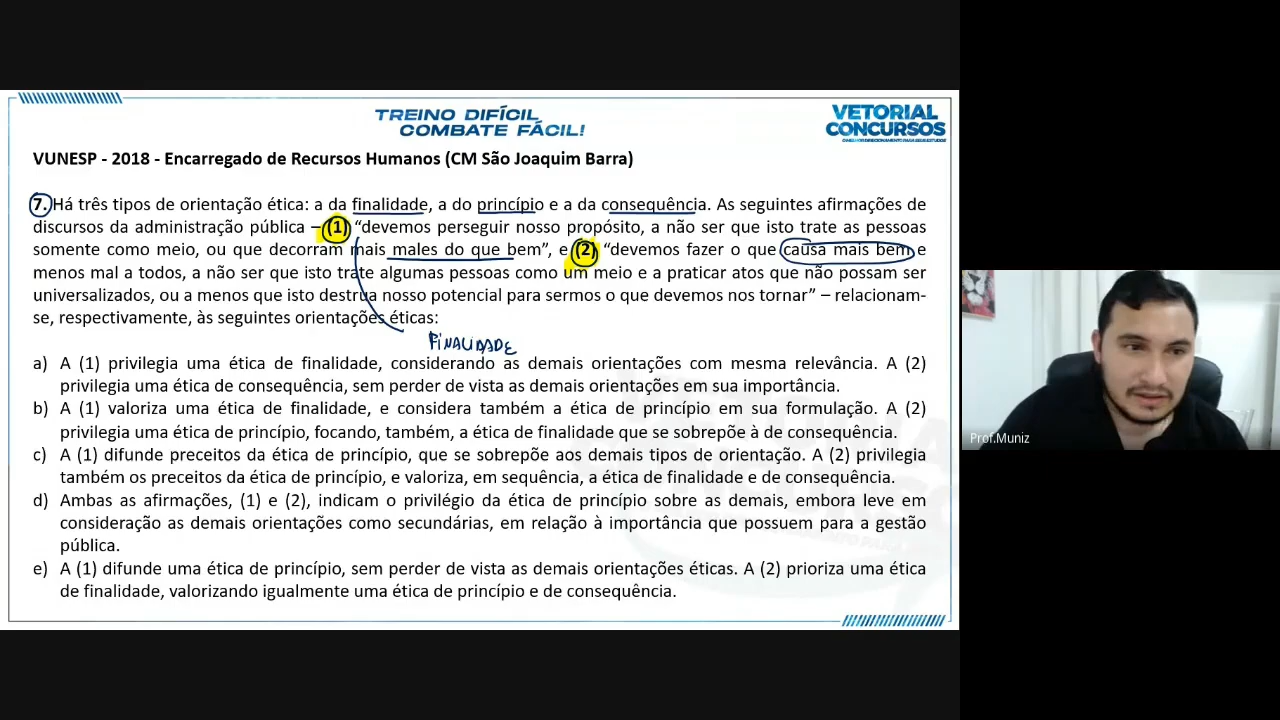 TREINO DIFÍCIL
COMBATE FÁCIL!
VETORIAL
CONCURSOS
VUNESP - 2018 - Encarregado de Recursos Humanos (CM São Joaquim Barra)
7. Há três tipos de orientação ética: a da finalidade, a do princípio e a da consequência. As seguintes afirmações de
discursos da administração pública – (1) “devemos perseguir nosso propósito, a não ser que isto trate as pessoas
somente como meio, ou que decorram mais males do que bem”, e (2) “devemos fazer o que causa mais bem e
menos mal a todos, a não ser que isto trate algumas pessoas como um meio e a praticar atos que não possam ser
universalizados, ou a menos que isto destrua nosso potencial para sermos o que devemos nos tornar” – relacionam-
se, respectivamente, às seguintes orientações éticas:
FINALIDADE
a) A (1) privilegia uma ética de finalidade, considerando as demais orientações com mesma relevância. A (2)
privilegia uma ética de consequência, sem perder de vista as demais orientações em sua importância.
b) A (1) valoriza uma ética de finalidade, e considera também a ética de princípio em sua formulação. A (2)
privilegia uma ética de princípio, focando, também, a ética de finalidade que se sobrepõe à de consequência.
c) A (1) difunde preceitos da ética de princípio, que se sobrepõe aos demais tipos de orientação. A (2) privilegia
também os preceitos da ética de princípio, e valoriza, em sequência, a ética de finalidade e de consequência.
d) Ambas as afirmações, (1) e (2), indicam o privilégio da ética de princípio sobre as demais, embora leve em
consideração as demais orientações como secundárias, em relação à importância que possuem para a gestão
pública.
e) A (1) difunde uma ética de princípio, sem perder de vista as demais orientações éticas. A (2) prioriza uma ética
de finalidade, valorizando igualmente uma ética de princípio e de consequência.
Prof.Muniz